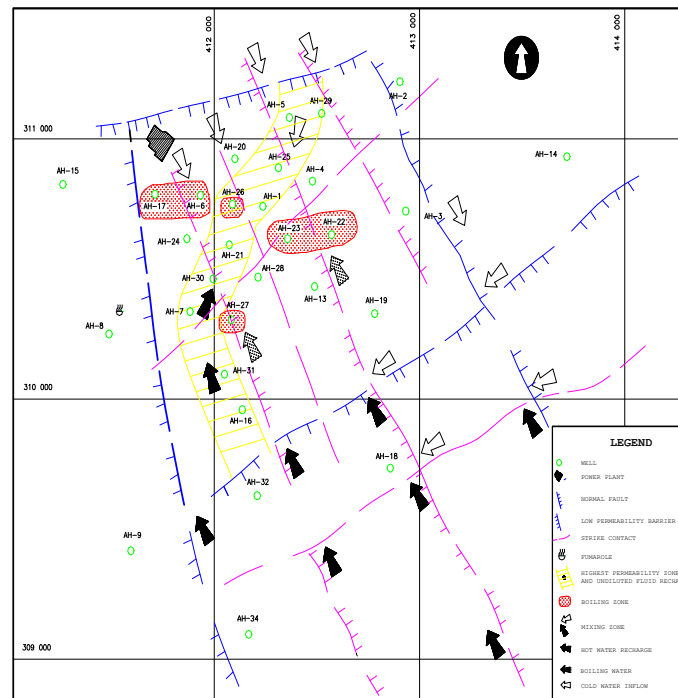 412 000
413 000
414 000
311 000
310 000
309 000
AH-2
AH-5
AH-29
AH-14
AH-20
AH-25
AH-15
AH-4
AH-17
AH-6
AH-26
AH-1
AH-3
AH-23
AH-22
AH-24
AH-21
AH-30
AH-28
AH-13
AH-7
AH-27
AH-19
AH-8
AH-31
AH-16
AH-18
AH-32
AH-9
AH-34
LEGEND
WELL
POWER PLANT
NORMAL FAULT
LOW PERMEABILITY BARRIER
STRIKE CONTACT
FUMAROLE
HIGHEST PERMEABILITY ZONE
AND UNDILUTED FLUID RECHA
BOILING ZONE
MIXING ZONE
HOT WATER RECHARGE
BOILING WATER
COLD WATER INFLOW